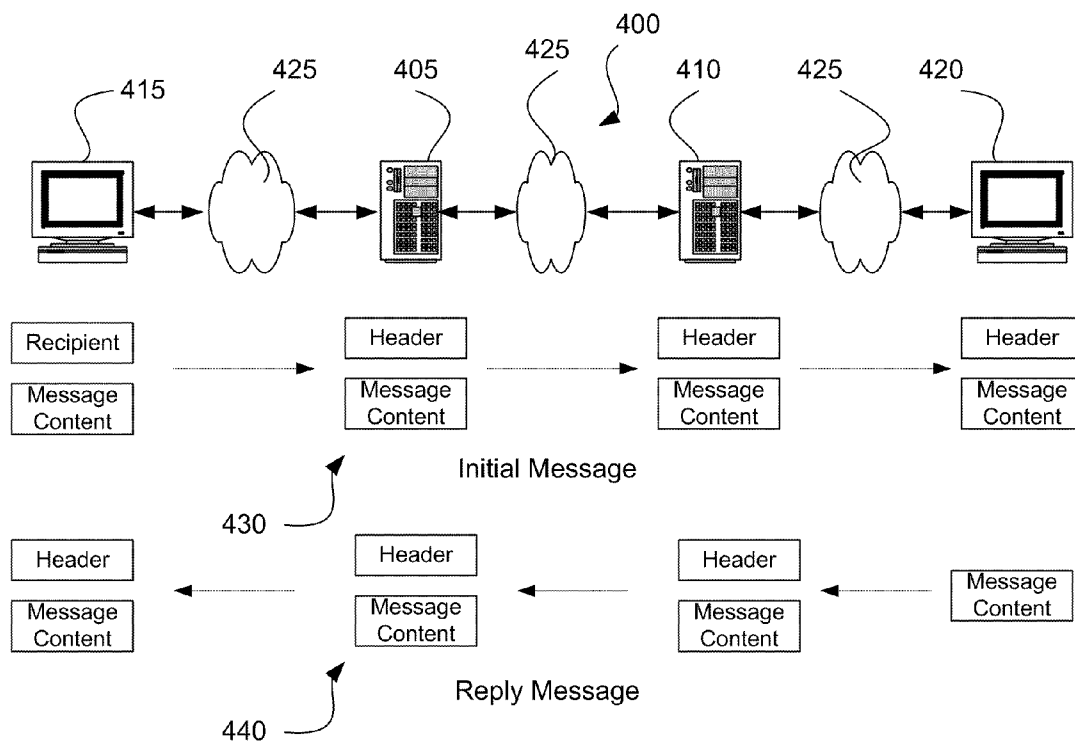 400
425
405
425
410
425
420
415
Recipient
Header
Header
Header
Message
Content
Message
Content
Message
Content
Message
Content
Initial Message
430
Header
Header
Header
Message
Content
Message
Content
Message
Content
Message
Content
Reply Message
440